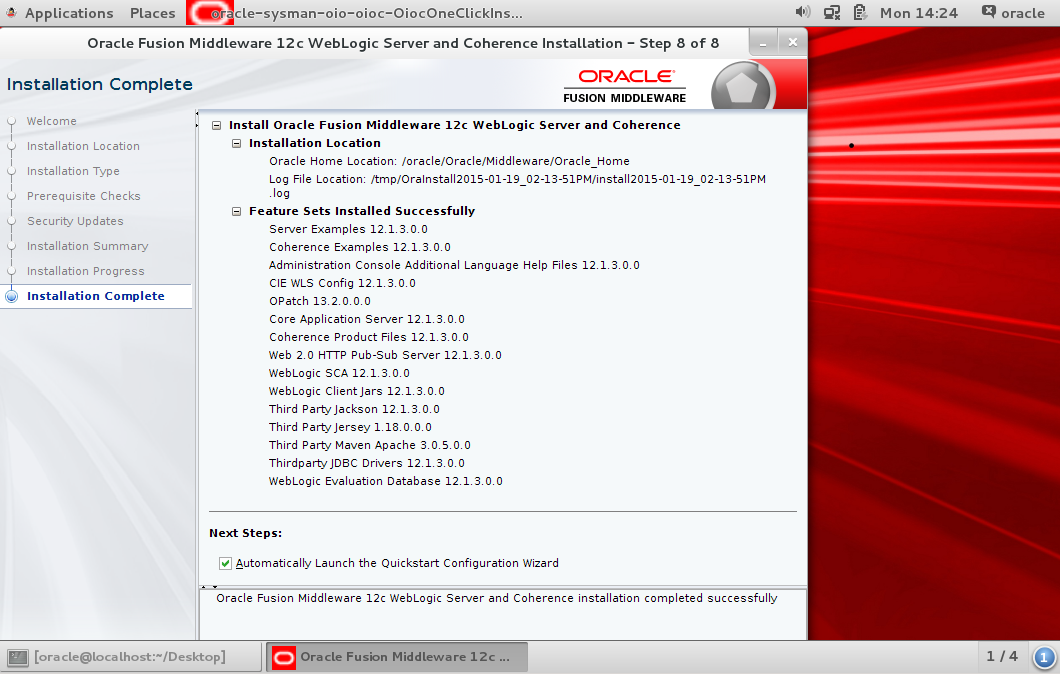 Applications Places oracle-sysman-oio-oioc-OiocOneClickIns... Mon 14:24 oracle
Oracle Fusion Middleware 12c WebLogic Server and Coherence Installation - Step 8 of 8
Installation Complete
ORACLE
FUSION MIDDLEWARE
Welcome
Installation Location
Installation Type
Prerequisite Checks
Security Updates
Installation Summary
Installation Progress
Installation Complete
Install Oracle Fusion Middleware 12c WebLogic Server and Coherence
Installation Location
Oracle Home Location: /oracle/Oracle/Middleware/Oracle_Home
Log File Location: /tmp/OraInstall2015-01-19_02-13-51PM/install2015-01-19_02-13-51PM
.log
Feature Sets Installed Successfully
Server Examples 12.1.3.0.0
Coherence Examples 12.1.3.0.0
Administration Console Additional Language Help Files 12.1.3.0.0
CIE WLS Config 12.1.3.0.0
OPatch 13.2.0.0.0
Core Application Server 12.1.3.0.0
Coherence Product Files 12.1.3.0.0
Web 2.0 HTTP Pub-Sub Server 12.1.3.0.0
WebLogic SCA 12.1.3.0.0
WebLogic Client Jars 12.1.3.0.0
Third Party Jackson 12.1.3.0.0
Third Party Jersey 1.18.0.0.0
Third Party Maven Apache 3.0.5.0.0
Thirdparty JDBC Drivers 12.1.3.0.0
WebLogic Evaluation Database 12.1.3.0.0
Next Steps:
Automatically Launch the Quickstart Configuration Wizard
Oracle Fusion Middleware 12c WebLogic Server and Coherence installation completed successfully
[oracle@localhost:~/Desktop] Oracle Fusion Middleware 12c ... 1 / 4 1